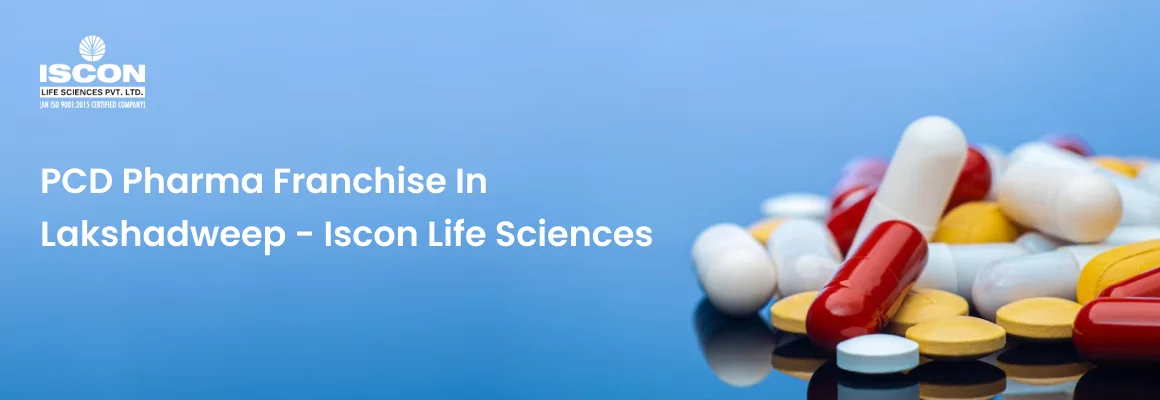 ISCON
LIFE SCIENCES PVT. LTD.
[AN ISO 9001:2015 CERTIFIED COMPANY]
PCD Pharma Franchise In
Lakshadweep - Iscon Life Sciences